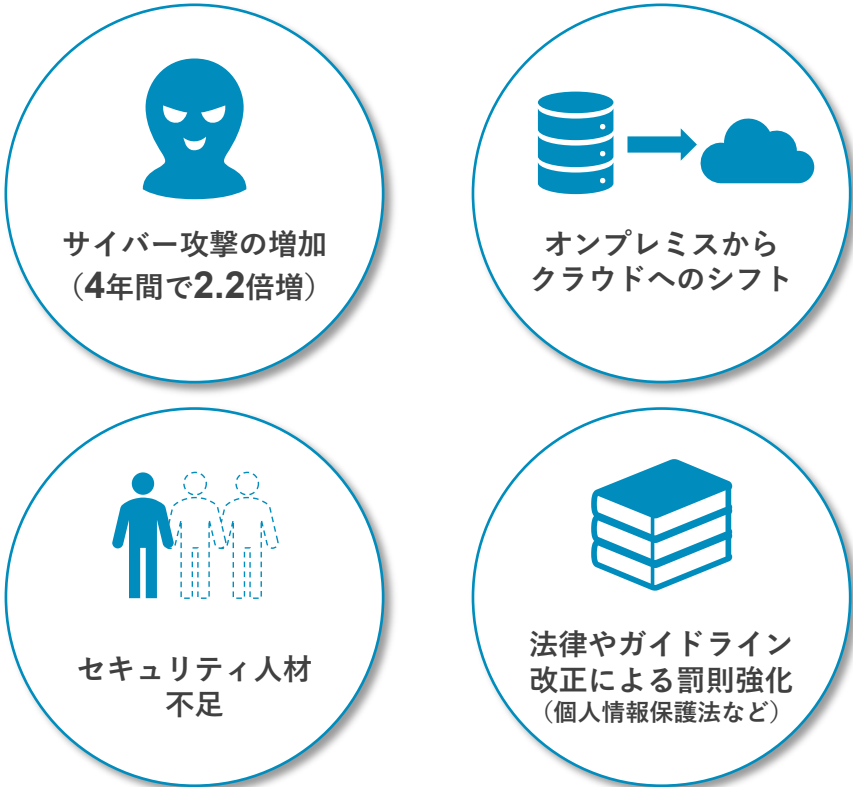 サイバー攻撃の増加
（4年間で2.2倍増）
オンプレミスから
クラウドへのシフト
セキュリティ人材
不足
法律やガイドライン
改正による罰則強化
（個人情報保護法など）